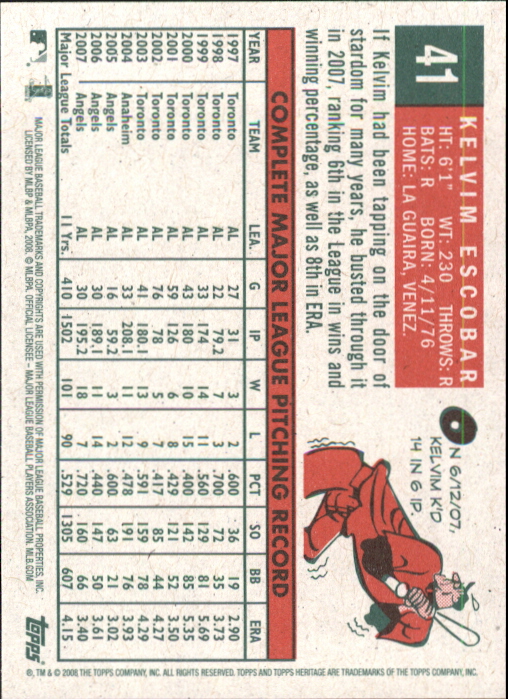 41
KELVIM ESCOBAR
HT: 6'1" WT: 230 THROWS: R
BATS: R BORN: 4/11/76
HOME: LA GUAIRA, VENEZ.
ON 6/12/07,
KELVIM K'D
14 IN 6 IP.
If Kelvim had been tapping on the door of
stardom for many years, he busted through it
in 2007, ranking 6th in the League in wins and
winning percentage, as well as 8th in ERA.
COMPLETE MAJOR LEAGUE PITCHING RECORD
YEAR TEAM LEA. G IP W L PCT SO BB ERA
1997 Toronto AL 27 31 3 2 .600 36 19 2.90
1998 Toronto AL 22 79.2 7 3 .700 72 35 3.73
1999 Toronto AL 33 174 14 11 .560 129 81 5.69
2000 Toronto AL 43 180 10 15 .400 142 85 5.35
2001 Toronto AL 59 126 6 8 .429 121 52 3.50
2002 Toronto AL 76 78 5 7 .417 85 44 4.27
2003 Toronto AL 41 180.1 13 9 .591 159 78 4.29
2004 Anaheim AL 33 208.1 11 12 .478 191 76 3.93
2005 Angels AL 16 59.2 3 2 .600 63 21 3.02
2006 Angels AL 30 189.1 11 14 .440 147 50 3.61
2007 Angels AL 30 195.2 18 7 .720 160 66 3.40
Major League Totals 11 Yrs. 410 1502 101 90 .529 1305 607 4.15
MAJOR LEAGUE BASEBALL TRADEMARKS AND COPYRIGHTS ARE USED WITH PERMISSION OF MAJOR LEAGUE BASEBALL PROPERTIES, INC.
LICENSED BY MLBP & MLBPA, 2008. © MLBPA, OFFICIAL LICENSEE – MAJOR LEAGUE BASEBALL PLAYERS ASSOCIATION. MLB.COM
topps
®, TM & © 2008 THE TOPPS COMPANY, INC. ALL RIGHTS RESERVED. TOPPS AND TOPPS HERITAGE ARE TRADEMARKS OF THE TOPPS COMPANY, INC.